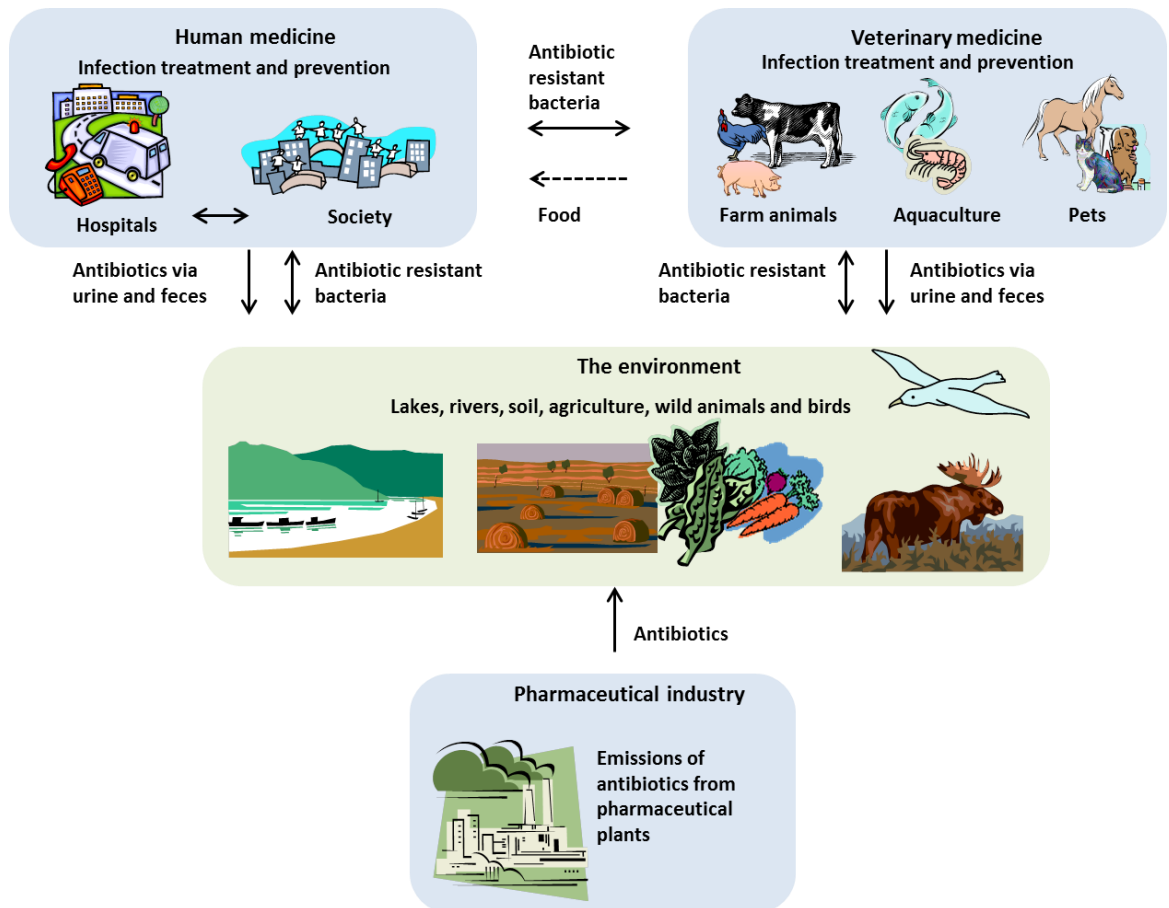 Human medicine
Infection treatment and prevention
Hospitals
Society
Antibiotic
resistant
bacteria
Food
Veterinary medicine
Infection treatment and prevention
Farm animals
Aquaculture
Pets
Antibiotics via
urine and feces
Antibiotic resistant
bacteria
Antibiotic resistant
bacteria
Antibiotics via
urine and feces
The environment
Lakes, rivers, soil, agriculture, wild animals and birds
Antibiotics
Pharmaceutical industry
Emissions of
antibiotics from
pharmaceutical
plants